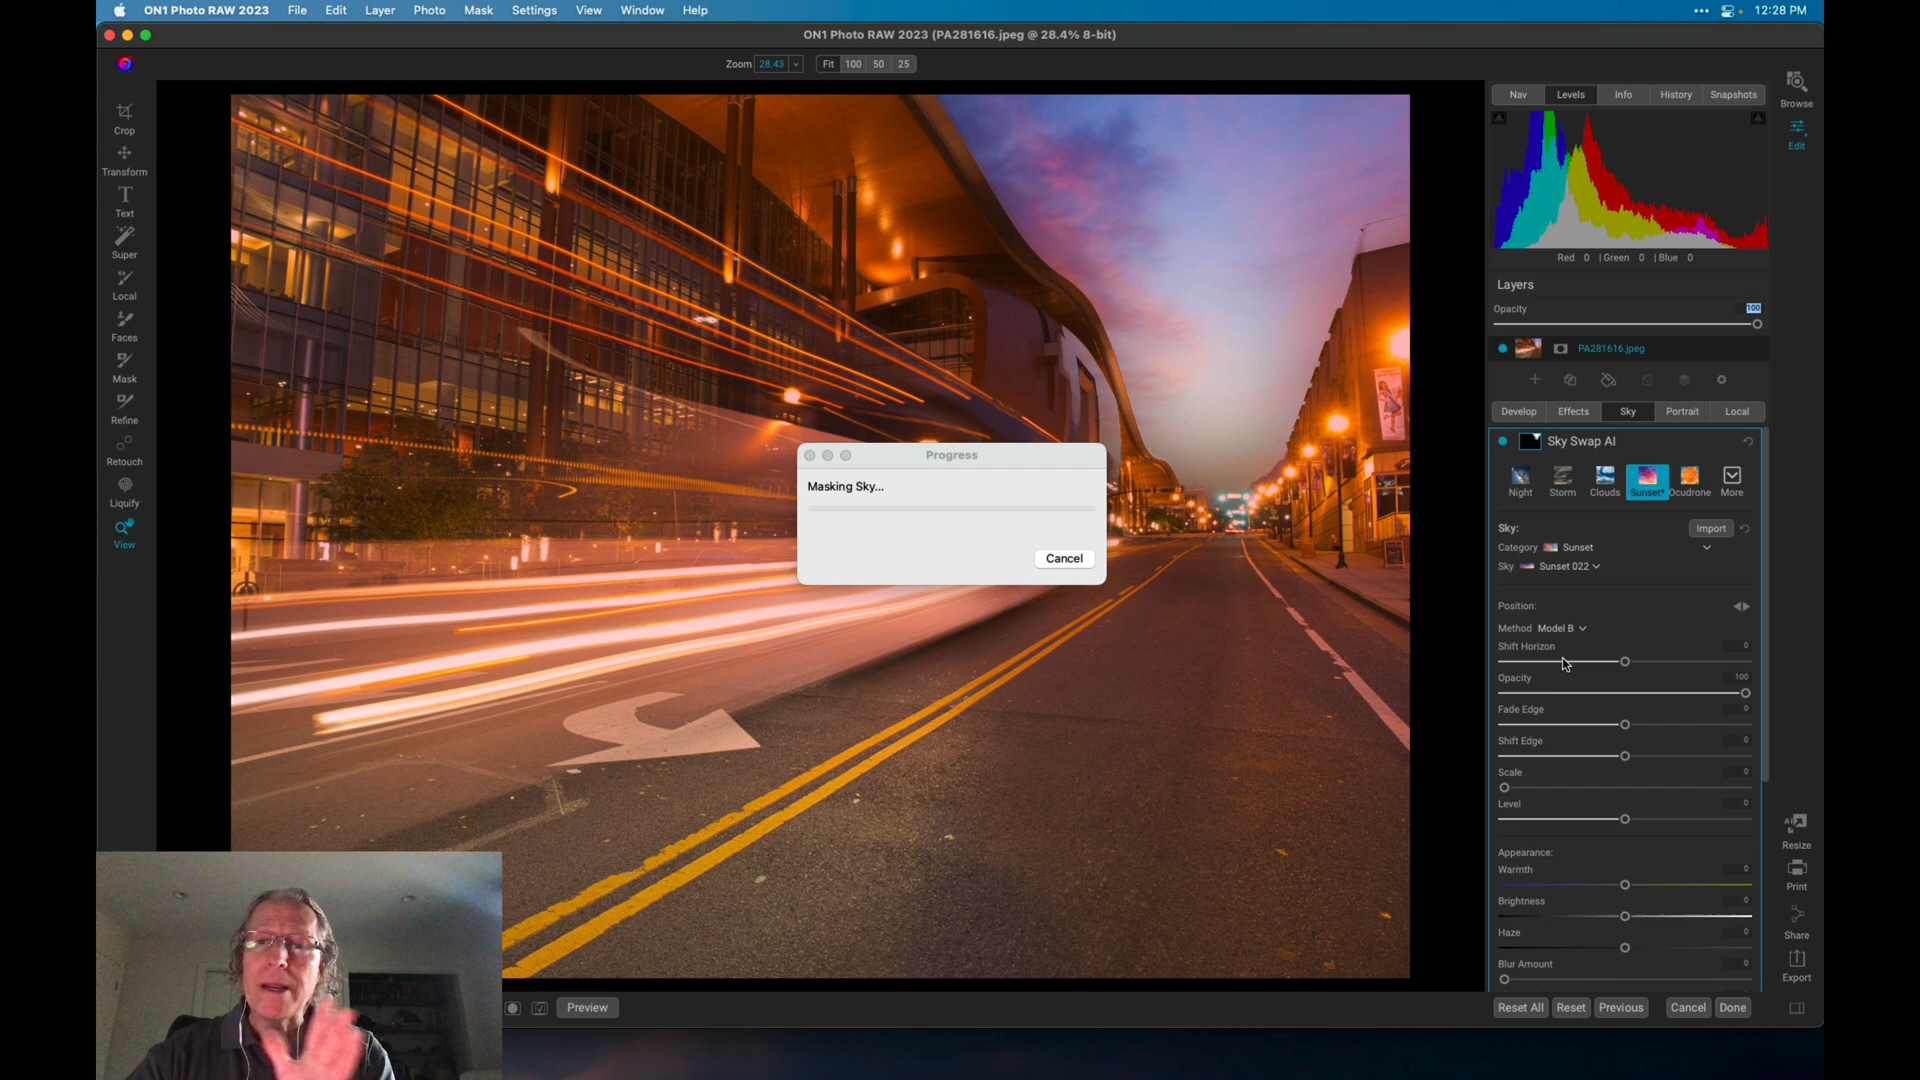 ON1 Photo RAW 2023 File Edit Layer Photo Mask Settings View Window Help 12:28 PM
ON1 Photo RAW 2023 (PA281616.jpeg @ 28.4% 8-bit)
Zoom 28.43 Fit 100 50 25
Crop
Transform
Text
Super
Local
Faces
Mask
Refine
Retouch
Liquify
View
Progress
Masking Sky...
Cancel
Nav Levels Info History Snapshots
Red 0 | Green 0 | Blue 0
Layers
Opacity 100
PA281616.jpeg
Develop Effects Sky Portrait Local
Sky Swap AI
Night Storm Clouds Sunset* Ocudrone More
Sky: Import
Category Sunset
Sky Sunset 022
Position:
Method Model B
Shift Horizon 0
Opacity 100
Fade Edge 0
Shift Edge 0
Scale 0
Level 0
Appearance:
Warmth 0
Brightness 0
Haze 0
Blur Amount 0
Reset All Reset Previous Cancel Done
Preview
Browse
Edit
AI
Resize
Print
Share
Export